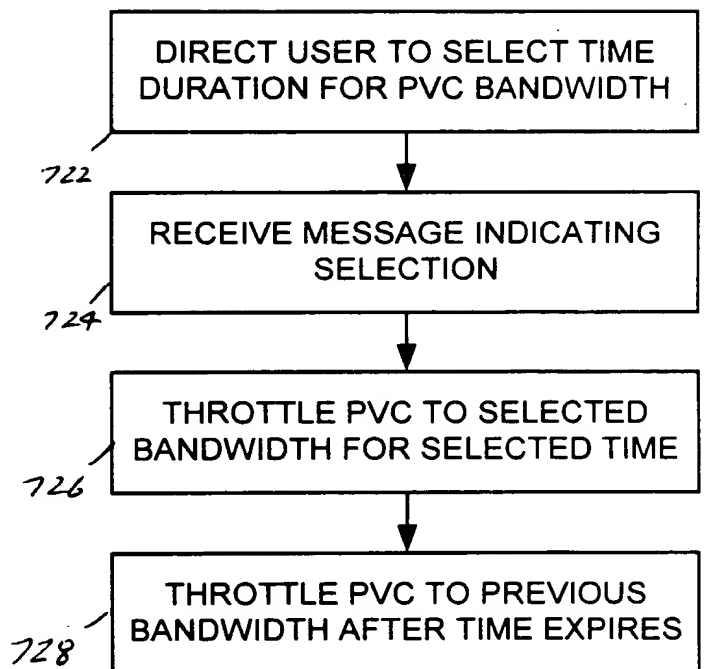 DIRECT USER TO SELECT TIME
DURATION FOR PVC BANDWIDTH
722
RECEIVE MESSAGE INDICATING
SELECTION
724
THROTTLE PVC TO SELECTED
BANDWIDTH FOR SELECTED TIME
726
THROTTLE PVC TO PREVIOUS
BANDWIDTH AFTER TIME EXPIRES
728